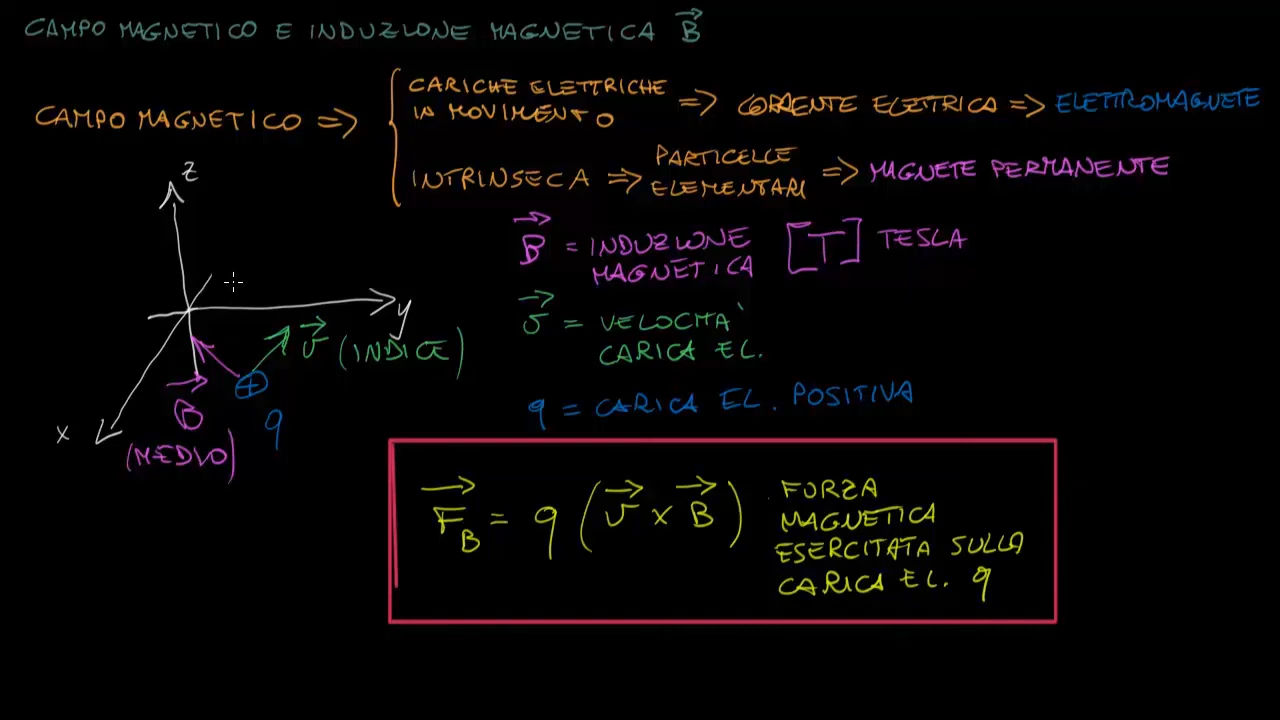 CAMPO MAGNETICO E INDUZIONE MAGNETICA B
CAMPO MAGNETICO =>
CARICHE ELETTRICHE
IN MOVIMENTO
=> CORRENTE ELETTRICA => ELETTROMAGNETE
INTRINSECA => PARTICELLE
ELEMENTARI
=> MAGNETE PERMANENTE
z
y
x
B
(MEDIO)
q
v (INDICE)
B = INDUZIONE
MAGNETICA
[T] TESLA
v = VELOCITA'
CARICA EL.
q = CARICA EL. POSITIVA
F_B = q (v x B)
FORZA
MAGNETICA
ESERCITATA SULLA
CARICA EL. q